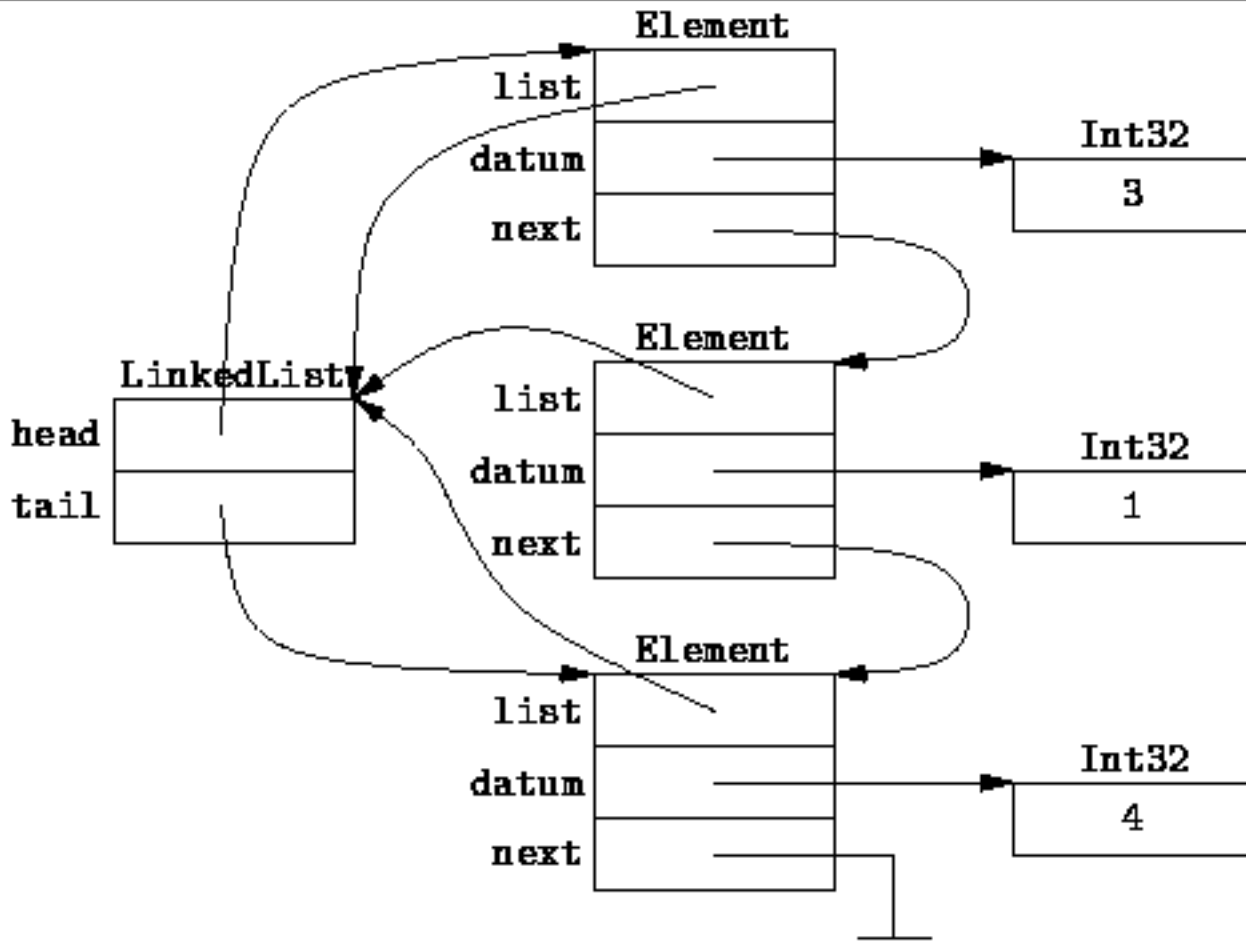 Element
list
datum
next
Int32
3
LinkedList
head
tail
Element
list
datum
next
Int32
1
Element
list
datum
next
Int32
4